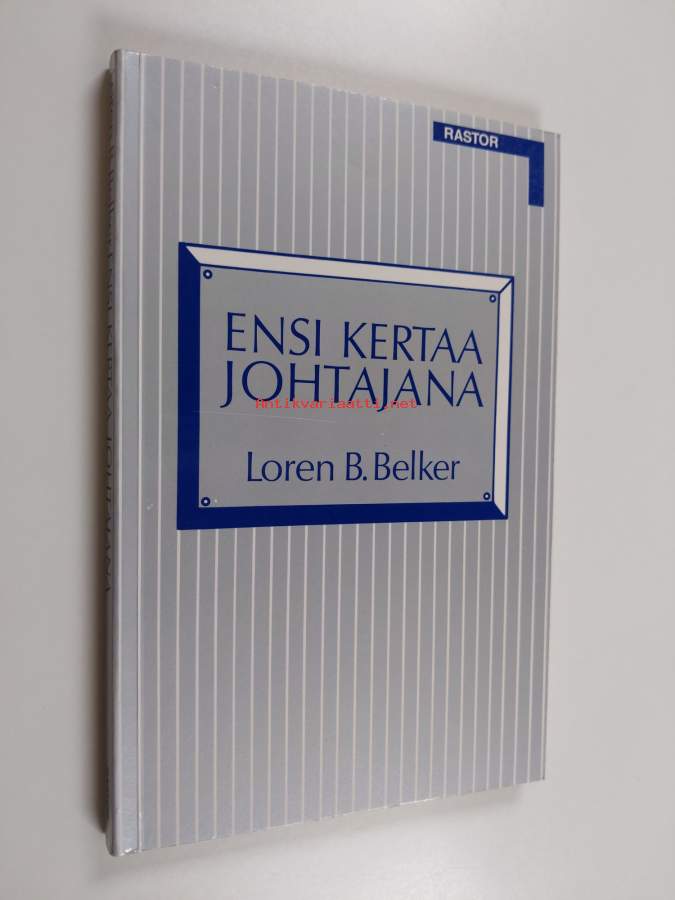 RASTOR
ENSI KERTAA
JOHTAJANA
Antikvariaatti.net
Loren B. Belker